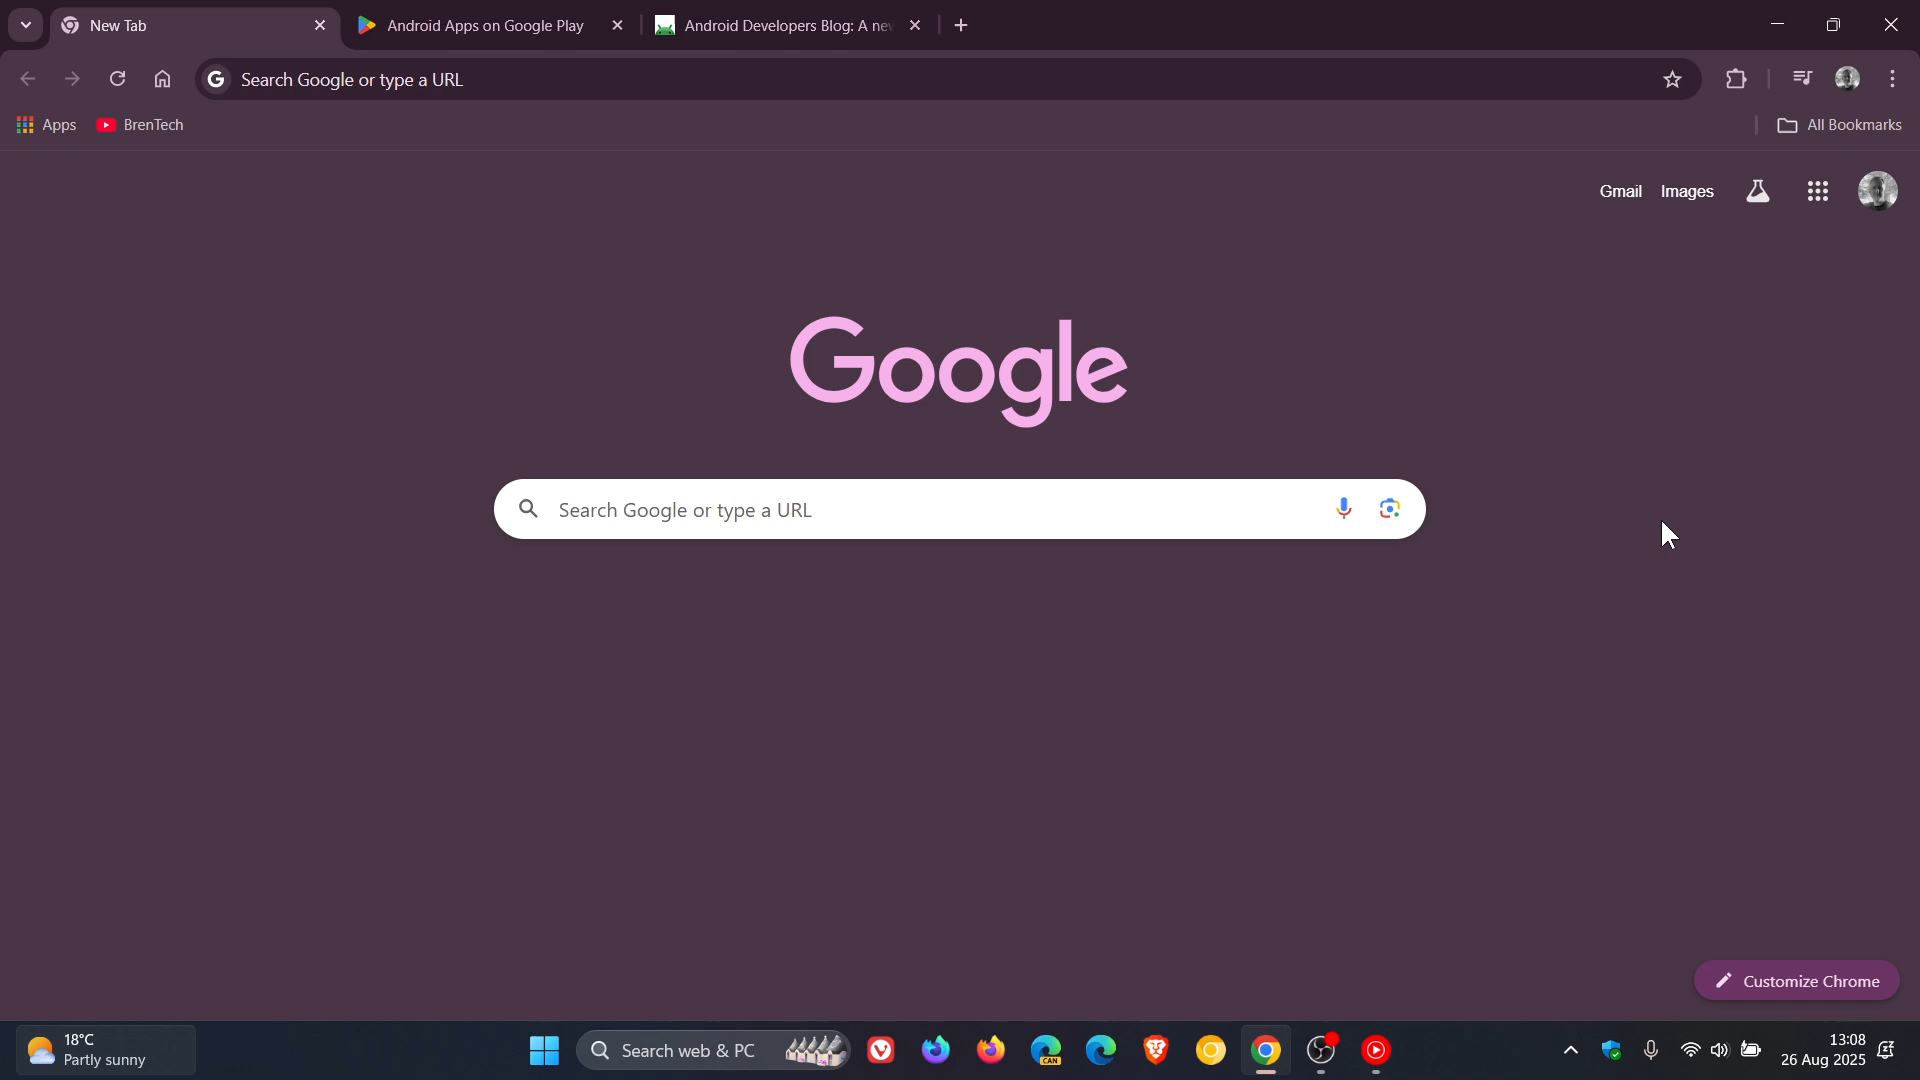 New Tab
Android Apps on Google Play
Android Developers Blog: A ne
Search Google or type a URL
Apps
BrenTech
All Bookmarks
Gmail
Images
Google
Search Google or type a URL
Customize Chrome
18°C
Partly sunny
Search web & PC
CAN
13:08
26 Aug 2025